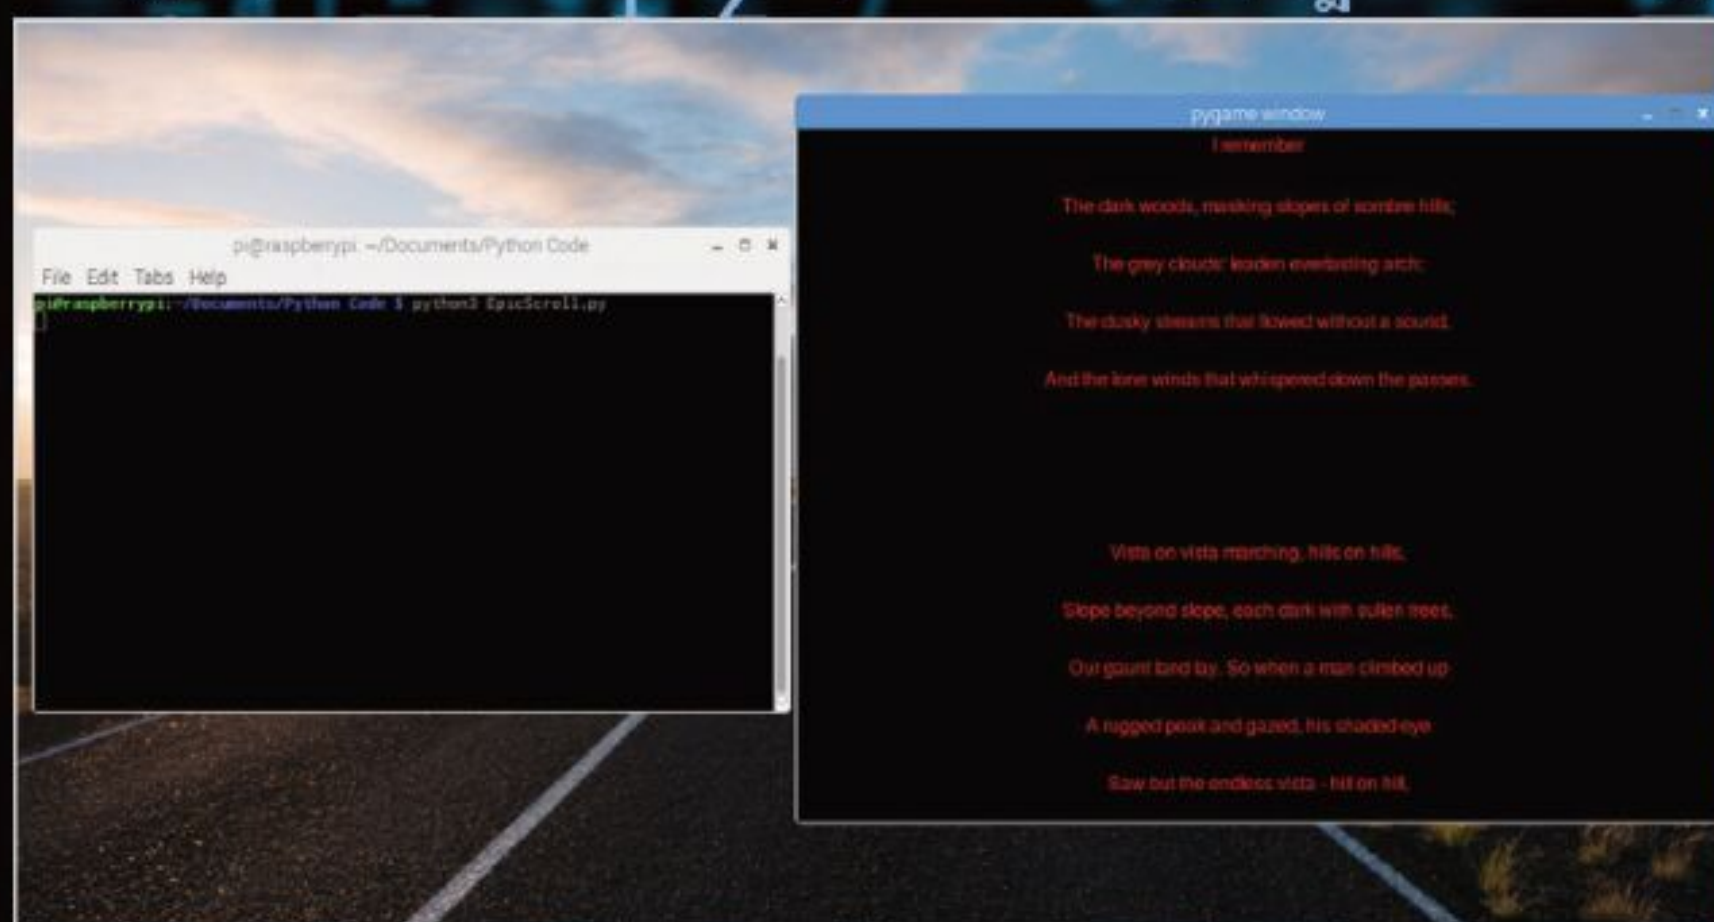 pygame window
I remember
The dark woods, masking slopes of sombre hills;
The grey clouds' leaden everlasting arch;
The dusky streams that flowed without a sound,
And the lone winds that whispered down the passes.
Vista on vista marching, hills on hills,
Slope beyond slope, each dark with sullen trees,
Our gaunt land lay. So when a man climbed up
A rugged peak and gazed, his shaded eye
Saw but the endless vista - hill on hill,
pi@raspberrypi: ~/Documents/Python Code
File Edit Tabs Help
pi@raspberrypi:~/Documents/Python Code $ python3 EpicScroll.py